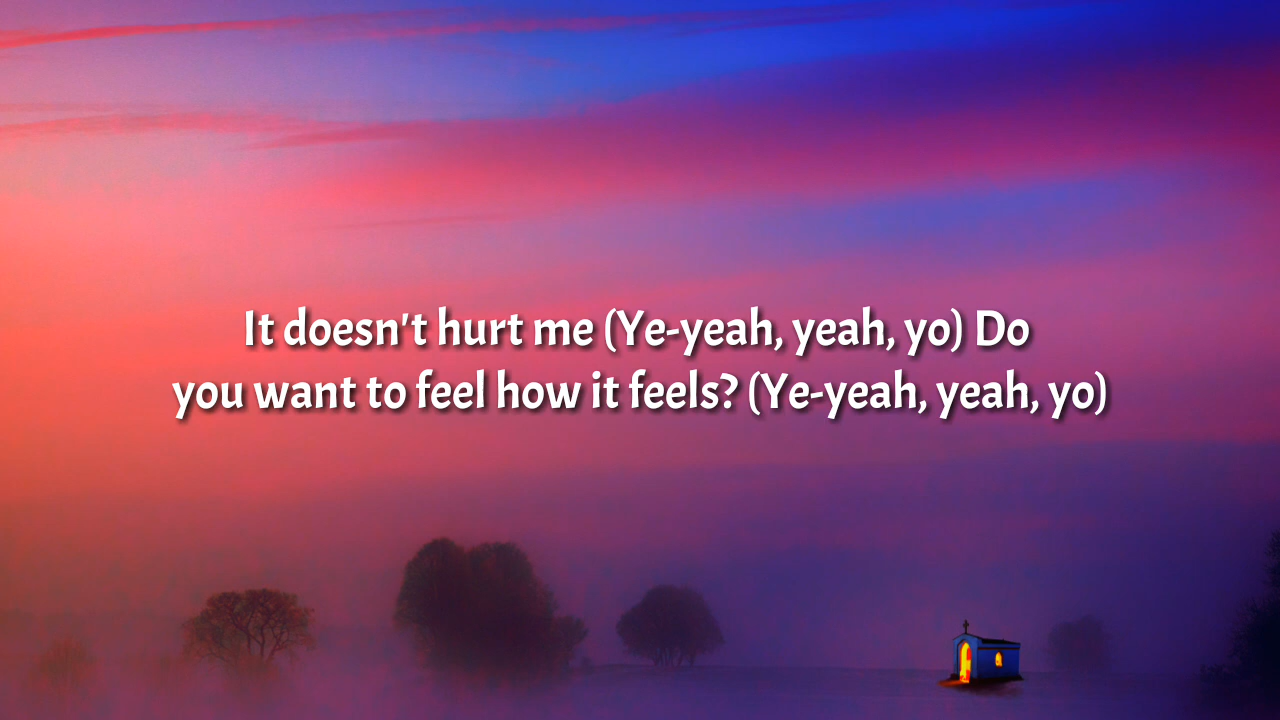 It doesn't hurt me (Ye-yeah, yeah, yo) Do
you want to feel how it feels? (Ye-yeah, yeah, yo)